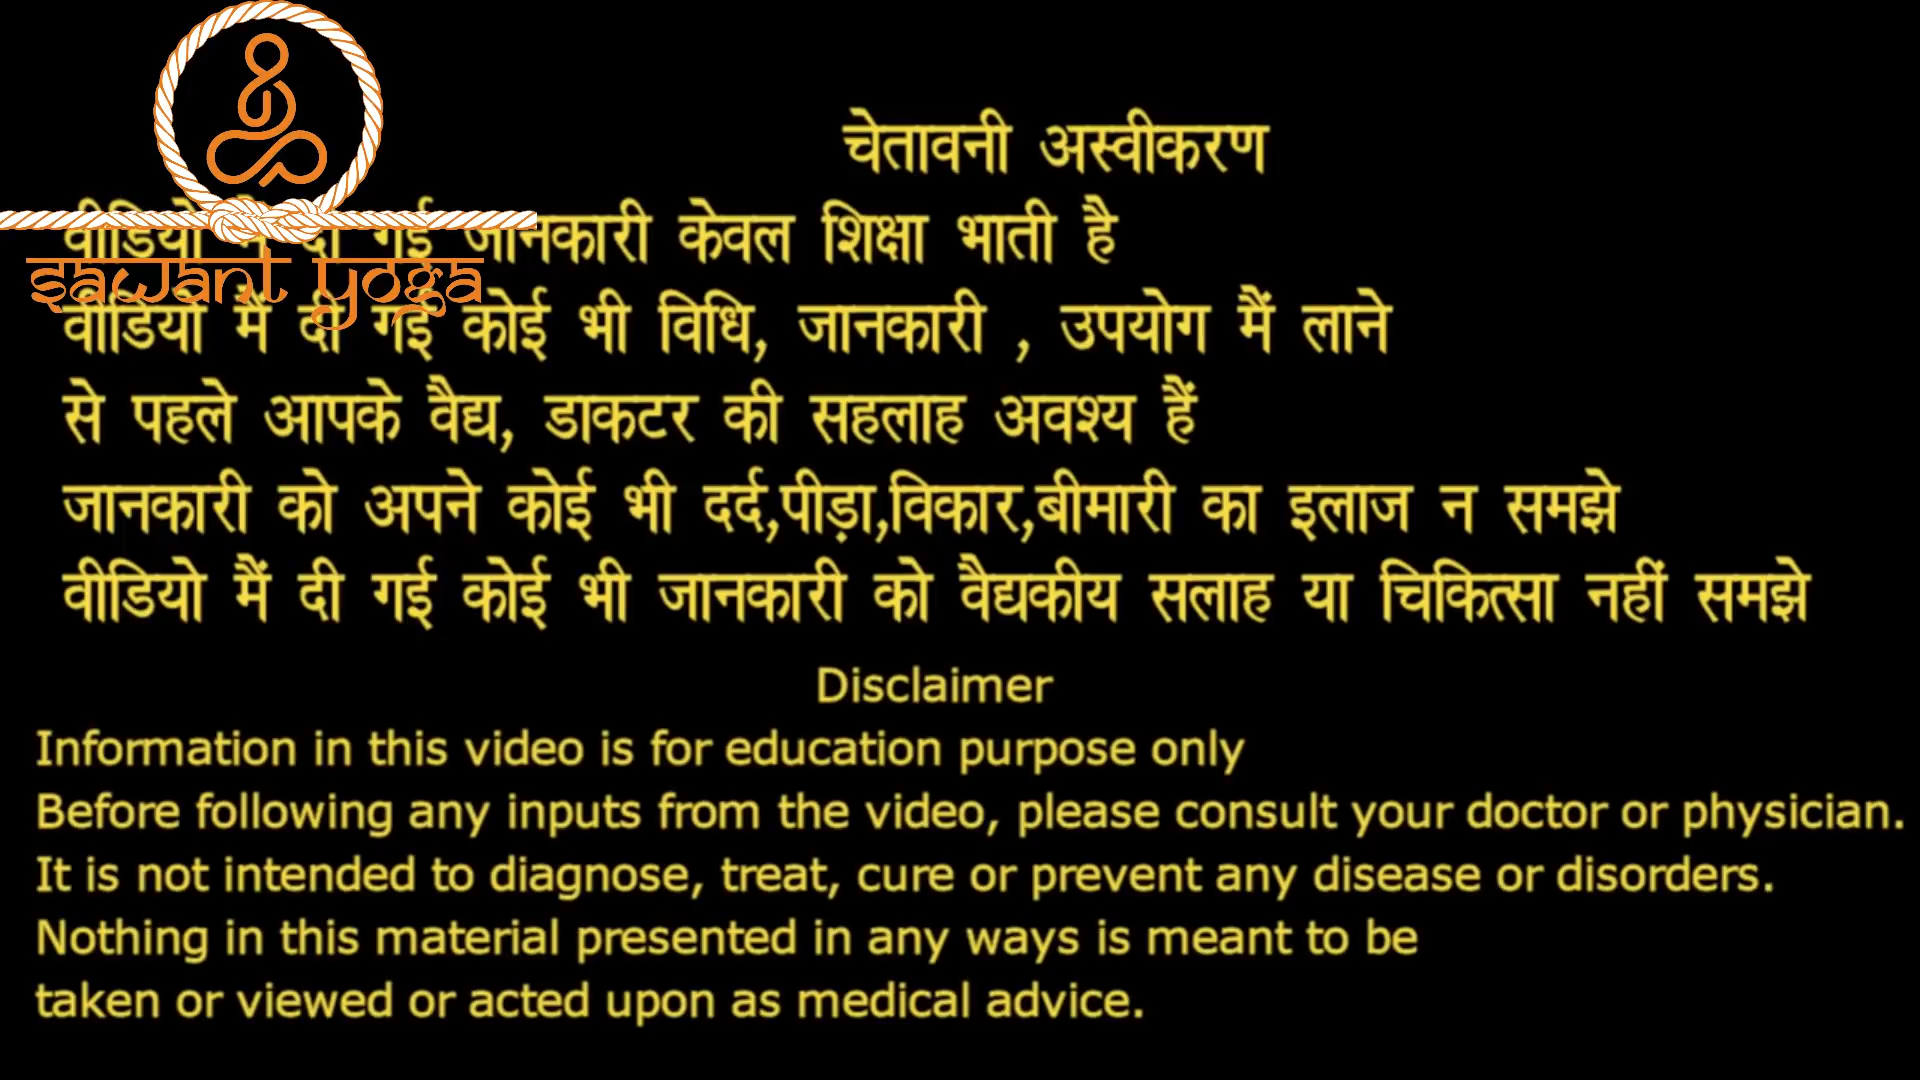 चेतावनी अस्वीकरण
वीडियो में दी गई जानकारी केवल शिक्षा भाती है
SAWANT YOGA
वीडियो मैं दी गई कोई भी विधि, जानकारी , उपयोग मैं लाने
से पहले आपके वैद्य, डाकटर की सहलाह अवश्य हैं
जानकारी को अपने कोई भी दर्द,पीड़ा,विकार,बीमारी का इलाज न समझे
वीडियो मैं दी गई कोई भी जानकारी को वैद्यकीय सलाह या चिकित्सा नहीं समझे
Disclaimer
Information in this video is for education purpose only
Before following any inputs from the video, please consult your doctor or physician.
It is not intended to diagnose, treat, cure or prevent any disease or disorders.
Nothing in this material presented in any ways is meant to be
taken or viewed or acted upon as medical advice.